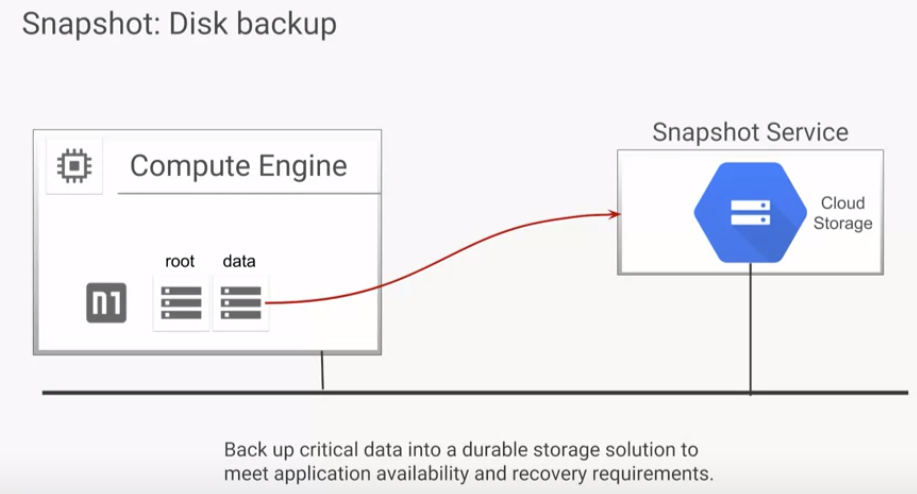 Snapshot: Disk backup
Snapshot Service
Compute Engine
Cloud
Storage
root data
n1
Back up critical data into a durable storage solution to
meet application availability and recovery requirements.